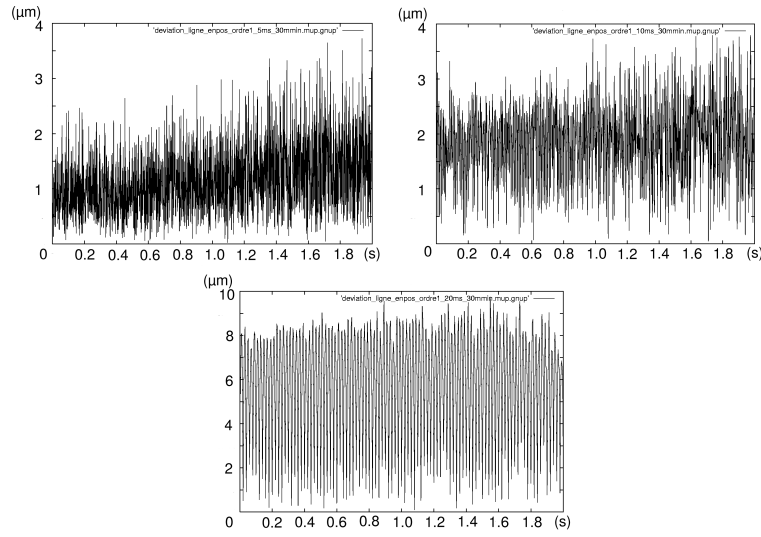 (μm)
4
3
2
1
0
'deviation_ligne_enpos_ordre1_5ms_30mmin.mup.gnup'
0.2 0.4 0.6 0.8 1.0 1.2 1.4 1.6 1.8 (s)
(μm)
4
3
2
1
0
'deviation_ligne_enpos_ordre1_10ms_30mmin.mup.gnup'
0.2 0.4 0.6 0.8 1.0 1.2 1.4 1.6 1.8 (s)
(μm)
10
8
6
4
2
0
'deviation_ligne_enpos_ordre1_20ms_30mmin.mup.gnup'
0.2 0.4 0.6 0.8 1.0 1.2 1.4 1.6 1.8 (s)